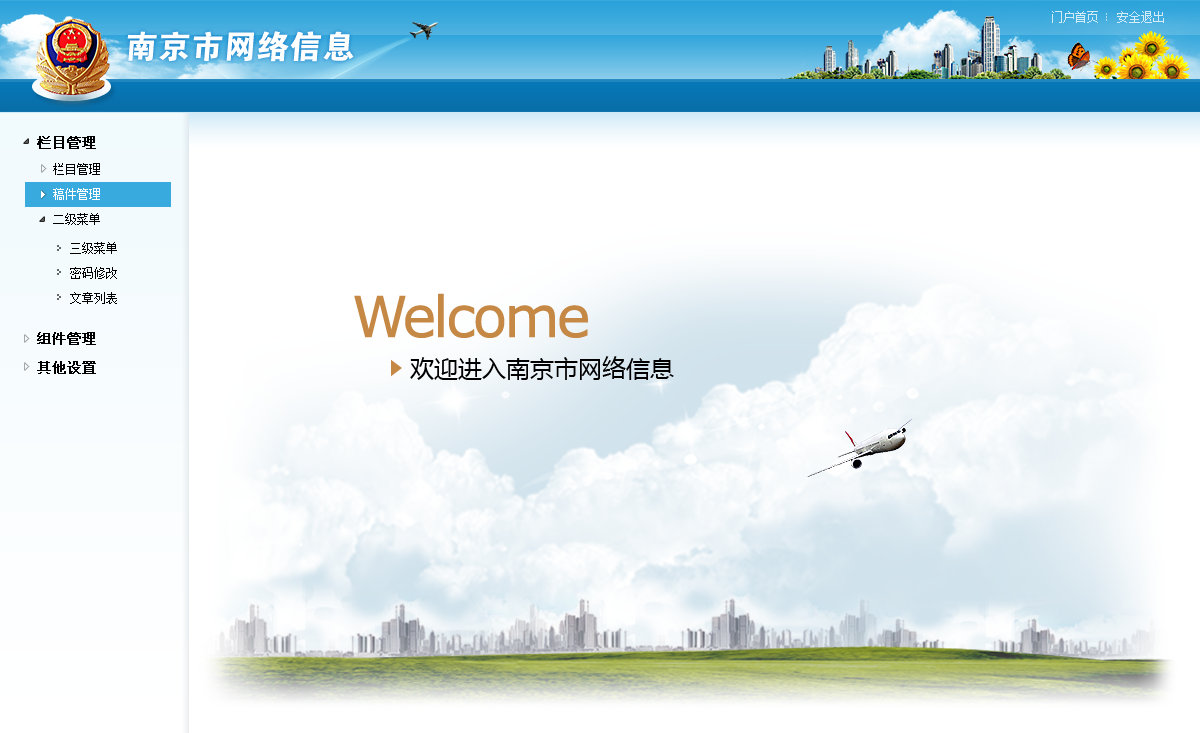 门户首页 | 安全退出
南京市网络信息
栏目管理
栏目管理
稿件管理
二级菜单
三级菜单
密码修改
文章列表
组件管理
其他设置
Welcome
欢迎进入南京市网络信息